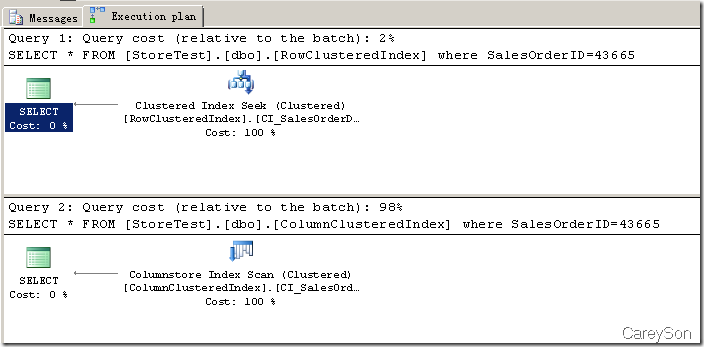 Messages Execution plan
Query 1: Query cost (relative to the batch): 2%
SELECT * FROM [StoreTest].[dbo].[RowClusteredIndex] where SalesOrderID=43665
SELECT
Cost: 0 %
Clustered Index Seek (Clustered)
[RowClusteredIndex].[CI_SalesOrderD…
Cost: 100 %
Query 2: Query cost (relative to the batch): 98%
SELECT * FROM [StoreTest].[dbo].[ColumnClusteredIndex] where SalesOrderID=43665
SELECT
Cost: 0 %
Columnstore Index Scan (Clustered)
[ColumnClusteredIndex].[CI_SalesOrd…
Cost: 100 %
CareySon